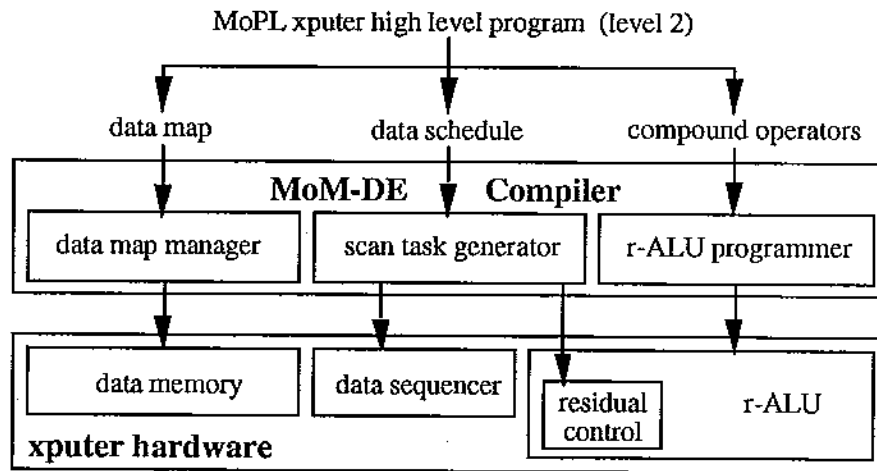 MoPL xputer high level program (level 2)
data map
data schedule
compound operators
MoM-DE Compiler
data map manager
scan task generator
r-ALU programmer
data memory
data sequencer
residual
control
r-ALU
xputer hardware